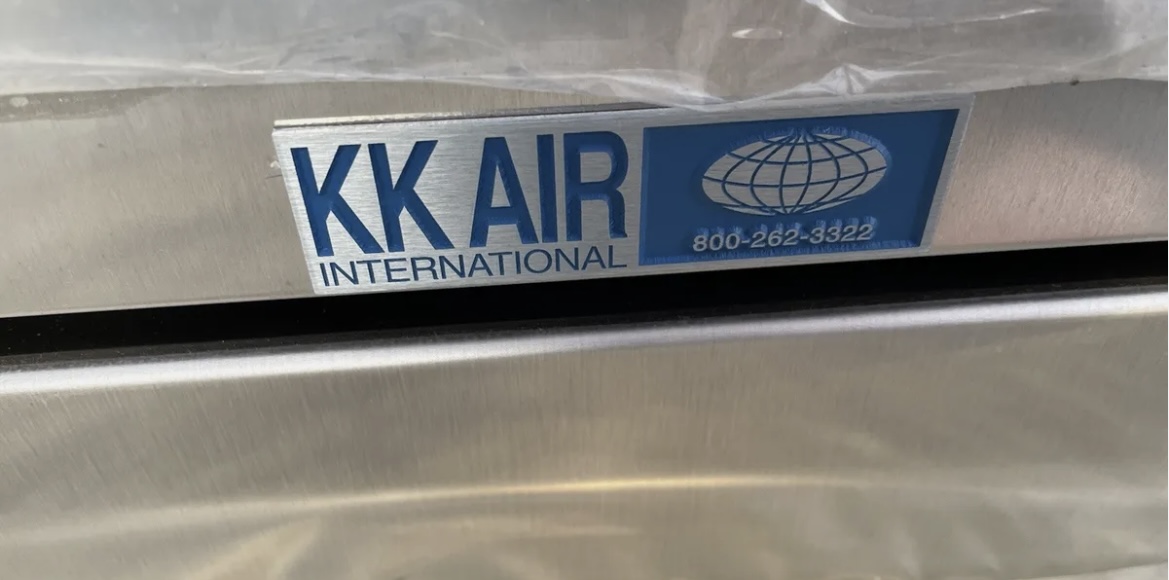 KK AIR
INTERNATIONAL
800-262-3322